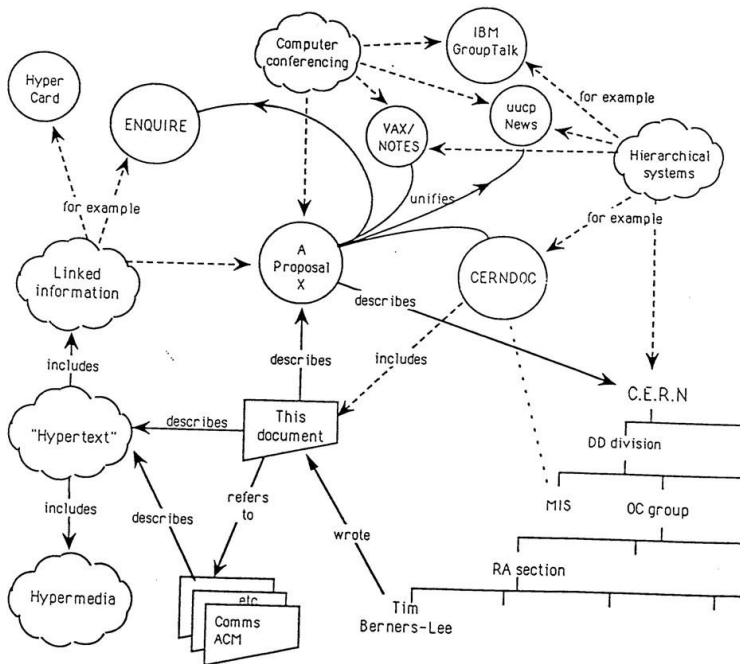 IBM
GroupTalk
Computer
conferencing
Hyper
Card
ENQUIRE
VAX/
NOTES
uucp
News
for example
Hierarchical
systems
unifies
for example
for example
Linked
information
A
Proposal
X
CERNDOC
describes
includes
describes
includes
C.E.R.N
"Hypertext"
describes
This
document
DD division
includes
describes
refers
to
wrote
MIS
OC group
RA section
Hypermedia
etc
Comms
ACM
Tim
Berners-Lee